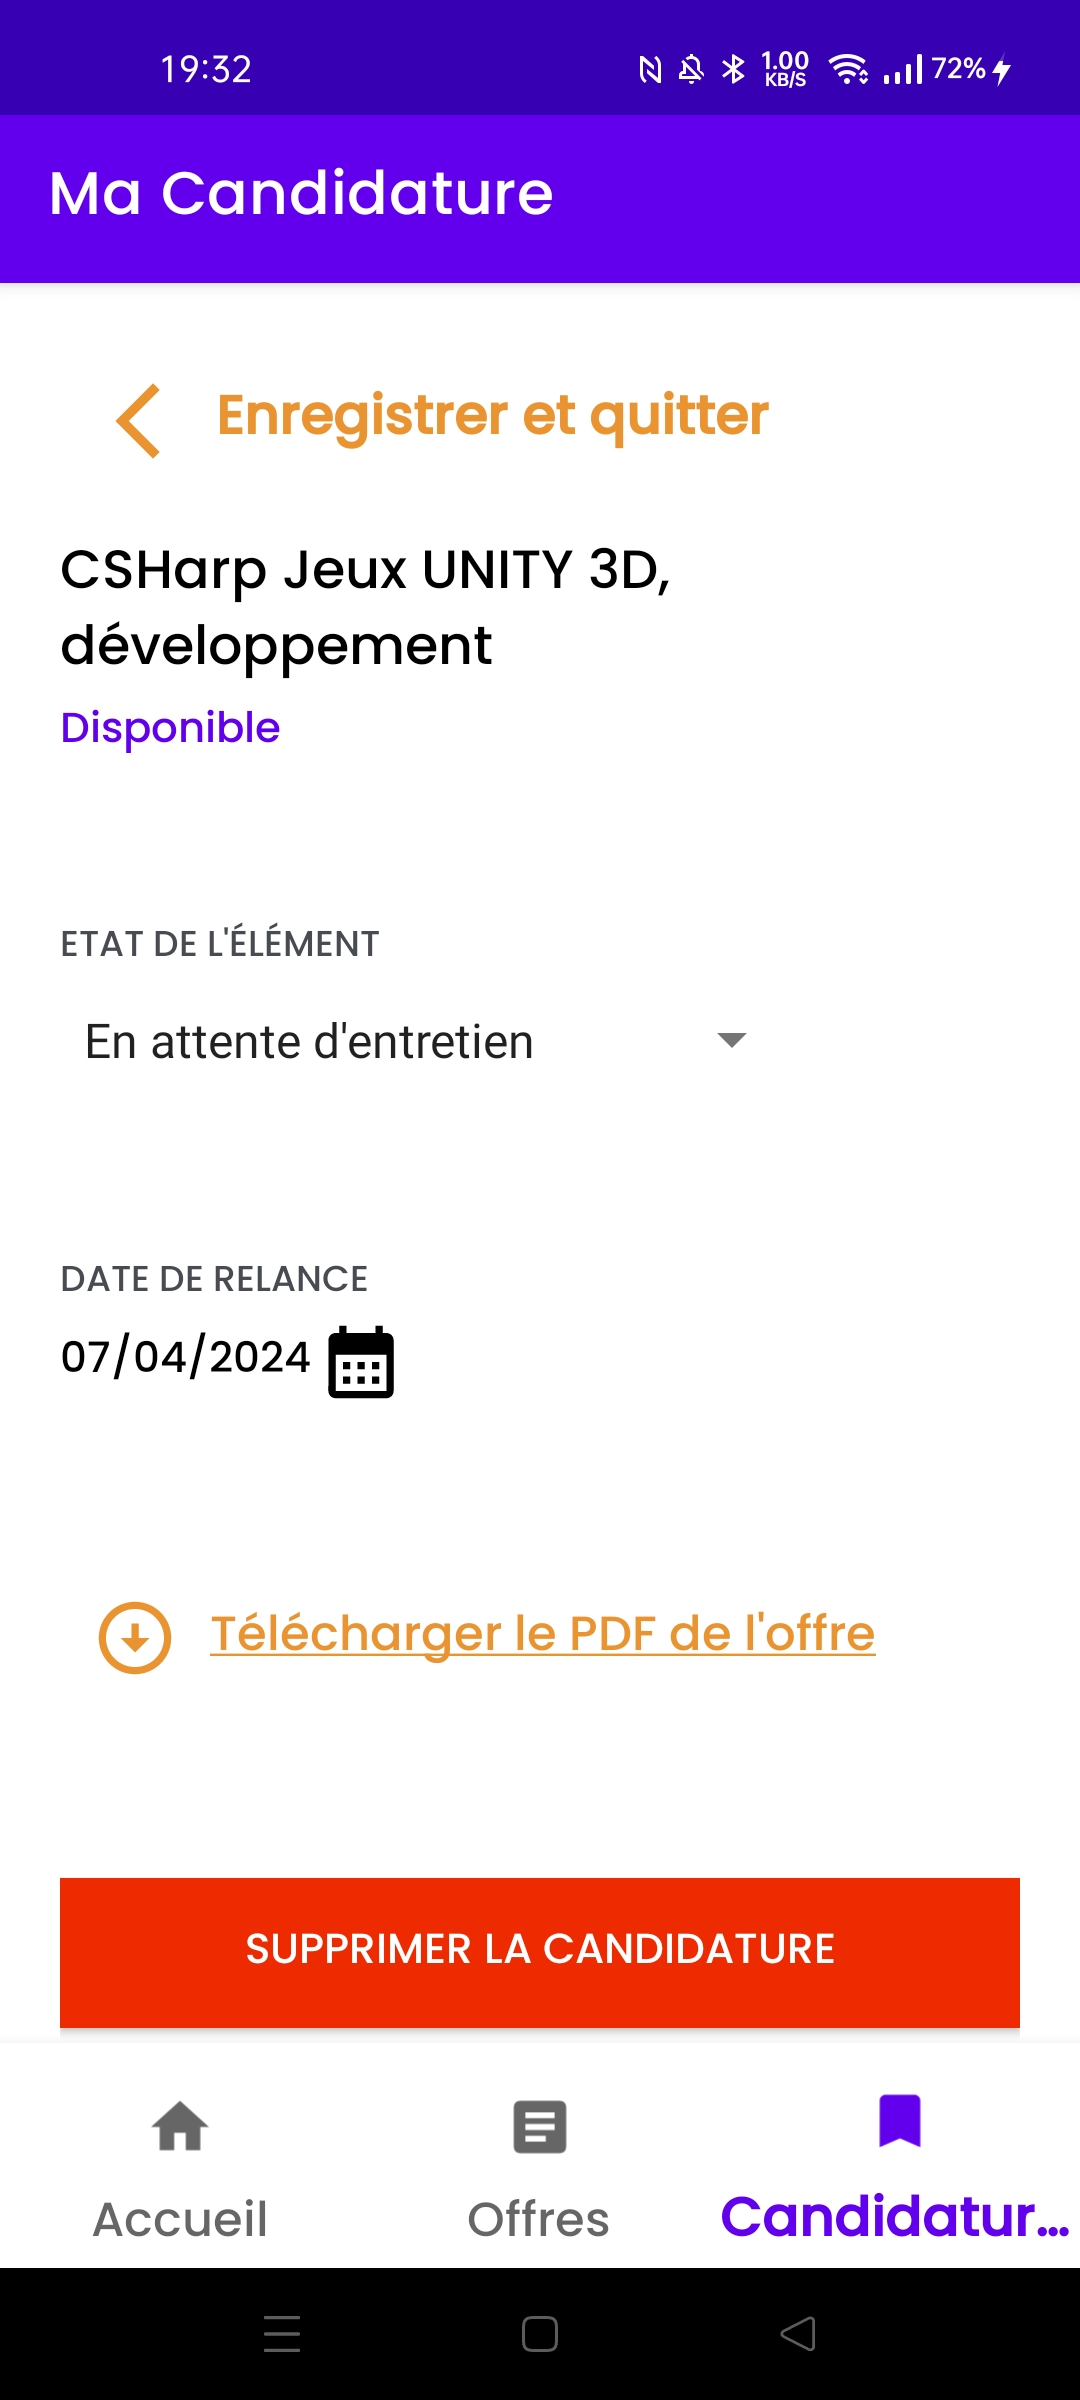 19:32
1.00 KB/S
72%
Ma Candidature
Enregistrer et quitter
CSHarp Jeux UNITY 3D,
développement
Disponible
ETAT DE L'ÉLÉMENT
En attente d'entretien
DATE DE RELANCE
07/04/2024
Télécharger le PDF de l'offre
SUPPRIMER LA CANDIDATURE
Accueil
Offres
Candidatur...